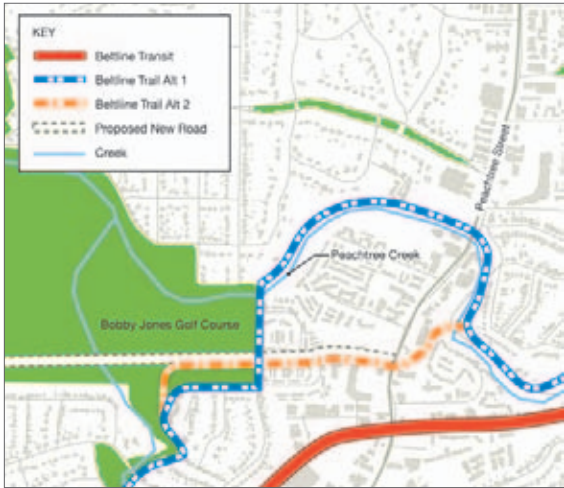 KEY
Beltline Transit
Beltline Trail Alt 1
Beltline Trail Alt 2
Proposed New Road
Creek
Peachtree Street
Peachtree Creek
Bobby Jones Golf Course